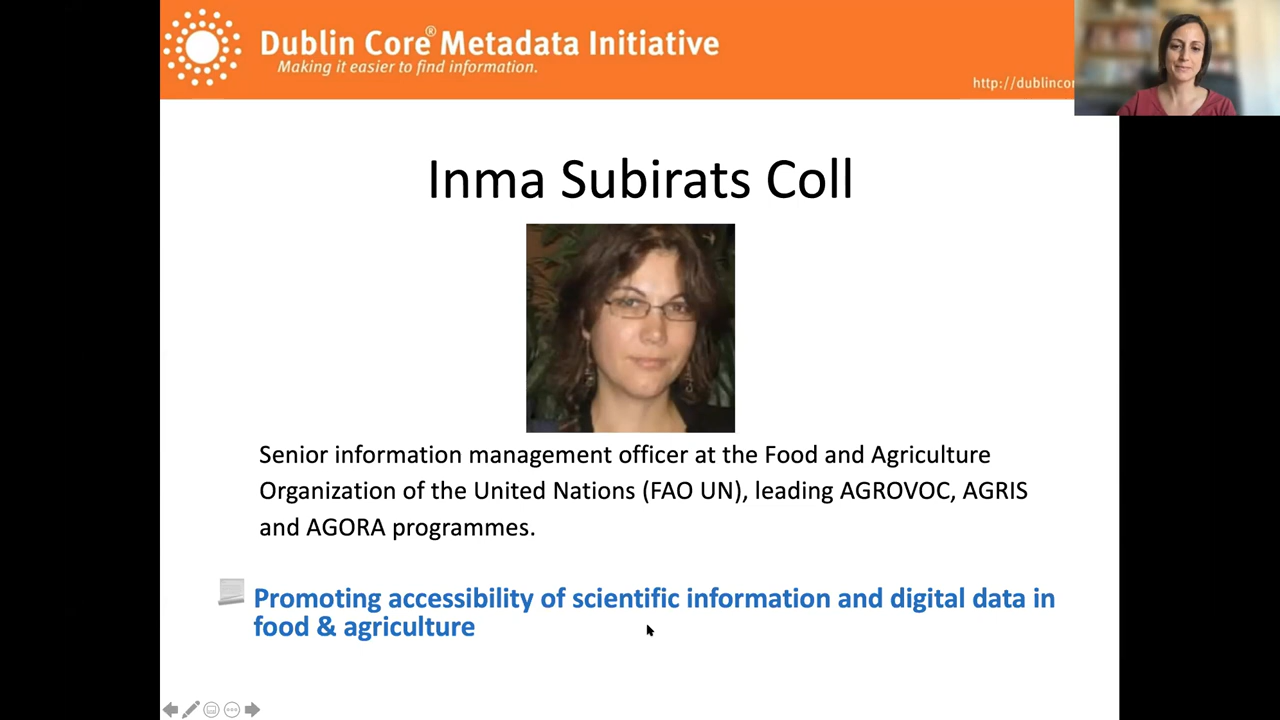 Dublin Core® Metadata Initiative
Making it easier to find information.
http://dublincor
Inma Subirats Coll
Senior information management officer at the Food and Agriculture
Organization of the United Nations (FAO UN), leading AGROVOC, AGRIS
and AGORA programmes.
Promoting accessibility of scientific information and digital data in
food & agriculture